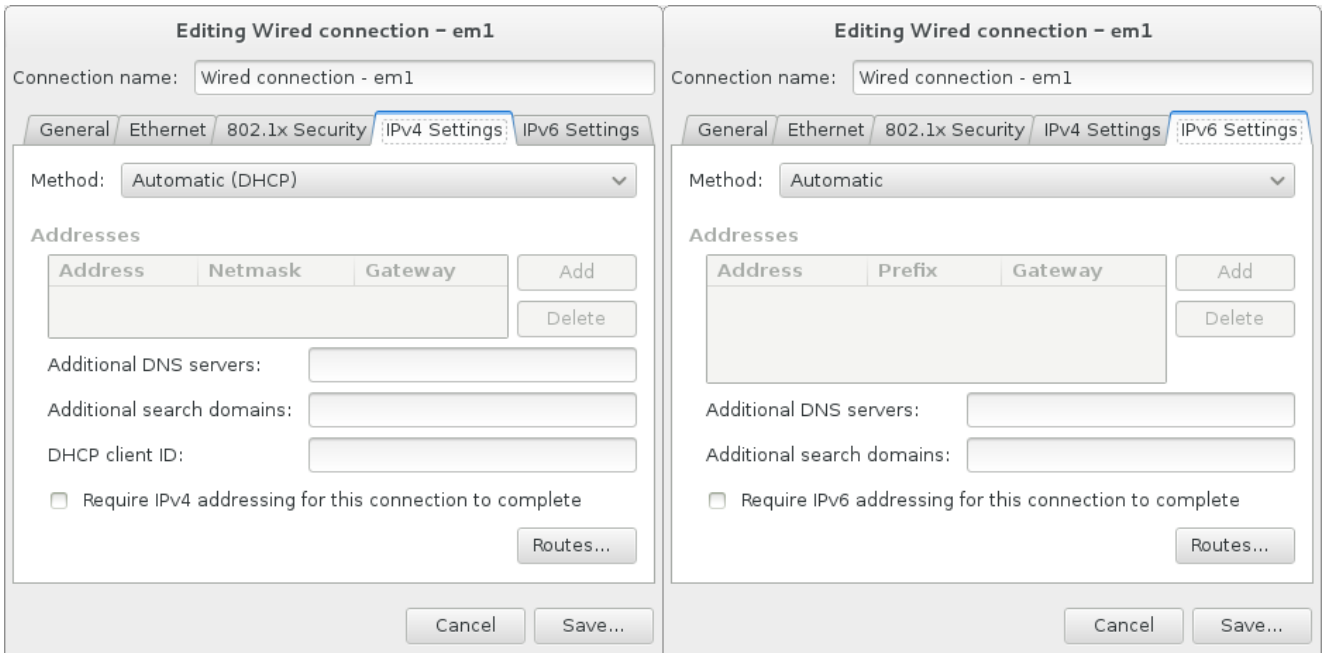 Editing Wired connection – em1
Connection name: Wired connection - em1
General Ethernet 802.1x Security IPv4 Settings IPv6 Settings
Method: Automatic (DHCP)
Addresses
Address Netmask Gateway Add
Delete
Additional DNS servers:
Additional search domains:
DHCP client ID:
Require IPv4 addressing for this connection to complete
Routes...
Cancel Save...
Editing Wired connection – em1
Connection name: Wired connection - em1
General Ethernet 802.1x Security IPv4 Settings IPv6 Settings
Method: Automatic
Addresses
Address Prefix Gateway Add
Delete
Additional DNS servers:
Additional search domains:
Require IPv6 addressing for this connection to complete
Routes...
Cancel Save...